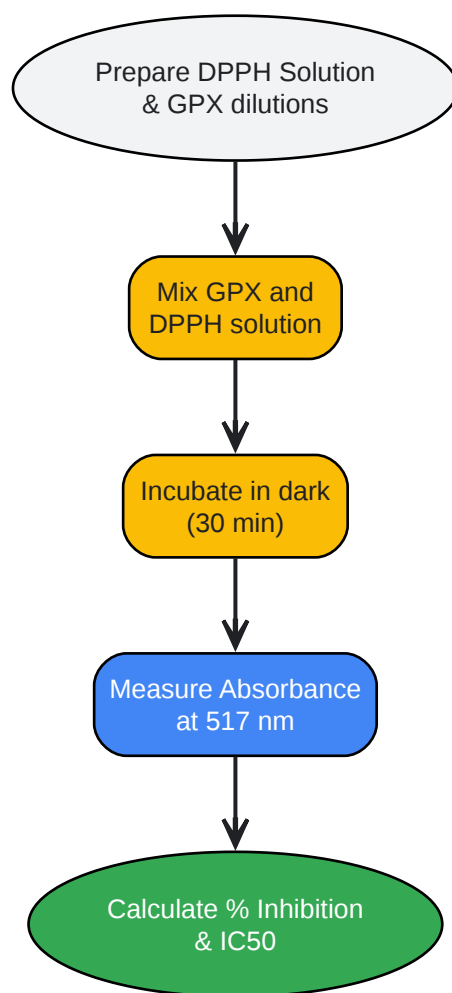 Prepare DPPH Solution
& GPX dilutions
Mix GPX and
DPPH solution
Incubate in dark
(30 min)
Measure Absorbance
at 517 nm
Calculate % Inhibition
& IC50